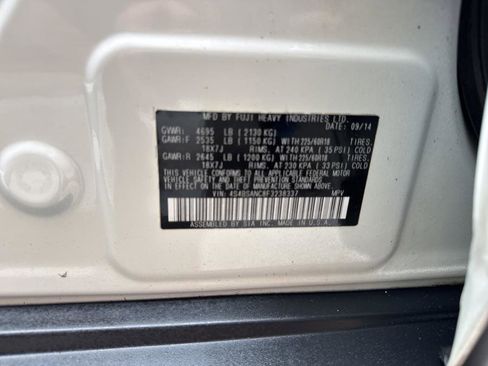 MFD BY FUJI HEAVY INDUSTRIES LTD.
DATE: 09/14
GVWR: 4695 LB (2130 KG)
GAWR:F 2535 LB (1150 KG) WITH 225/60R18 TIRES.
18X7J RIMS AT 240 KPA (35 PSI) COLD
GAWR:R 2645 LB (1200 KG) WITH 225/60R18 TIRES.
18X7J RIMS, AT 230 KPA (33 PSI) COLD
THIS VEHICLE CONFORMS TO ALL APPLICABLE FEDERAL MOTOR
VEHICLE SAFETY AND THEFT PREVENTION STANDARDS IN EFFECT
ON THE DATE OF MANUFACTURE SHOWN ABOVE.
VIN: 4S4BSANC8F3238337 MPV
ASSEMBLED BY SIA INC. MADE IN U.S.A.